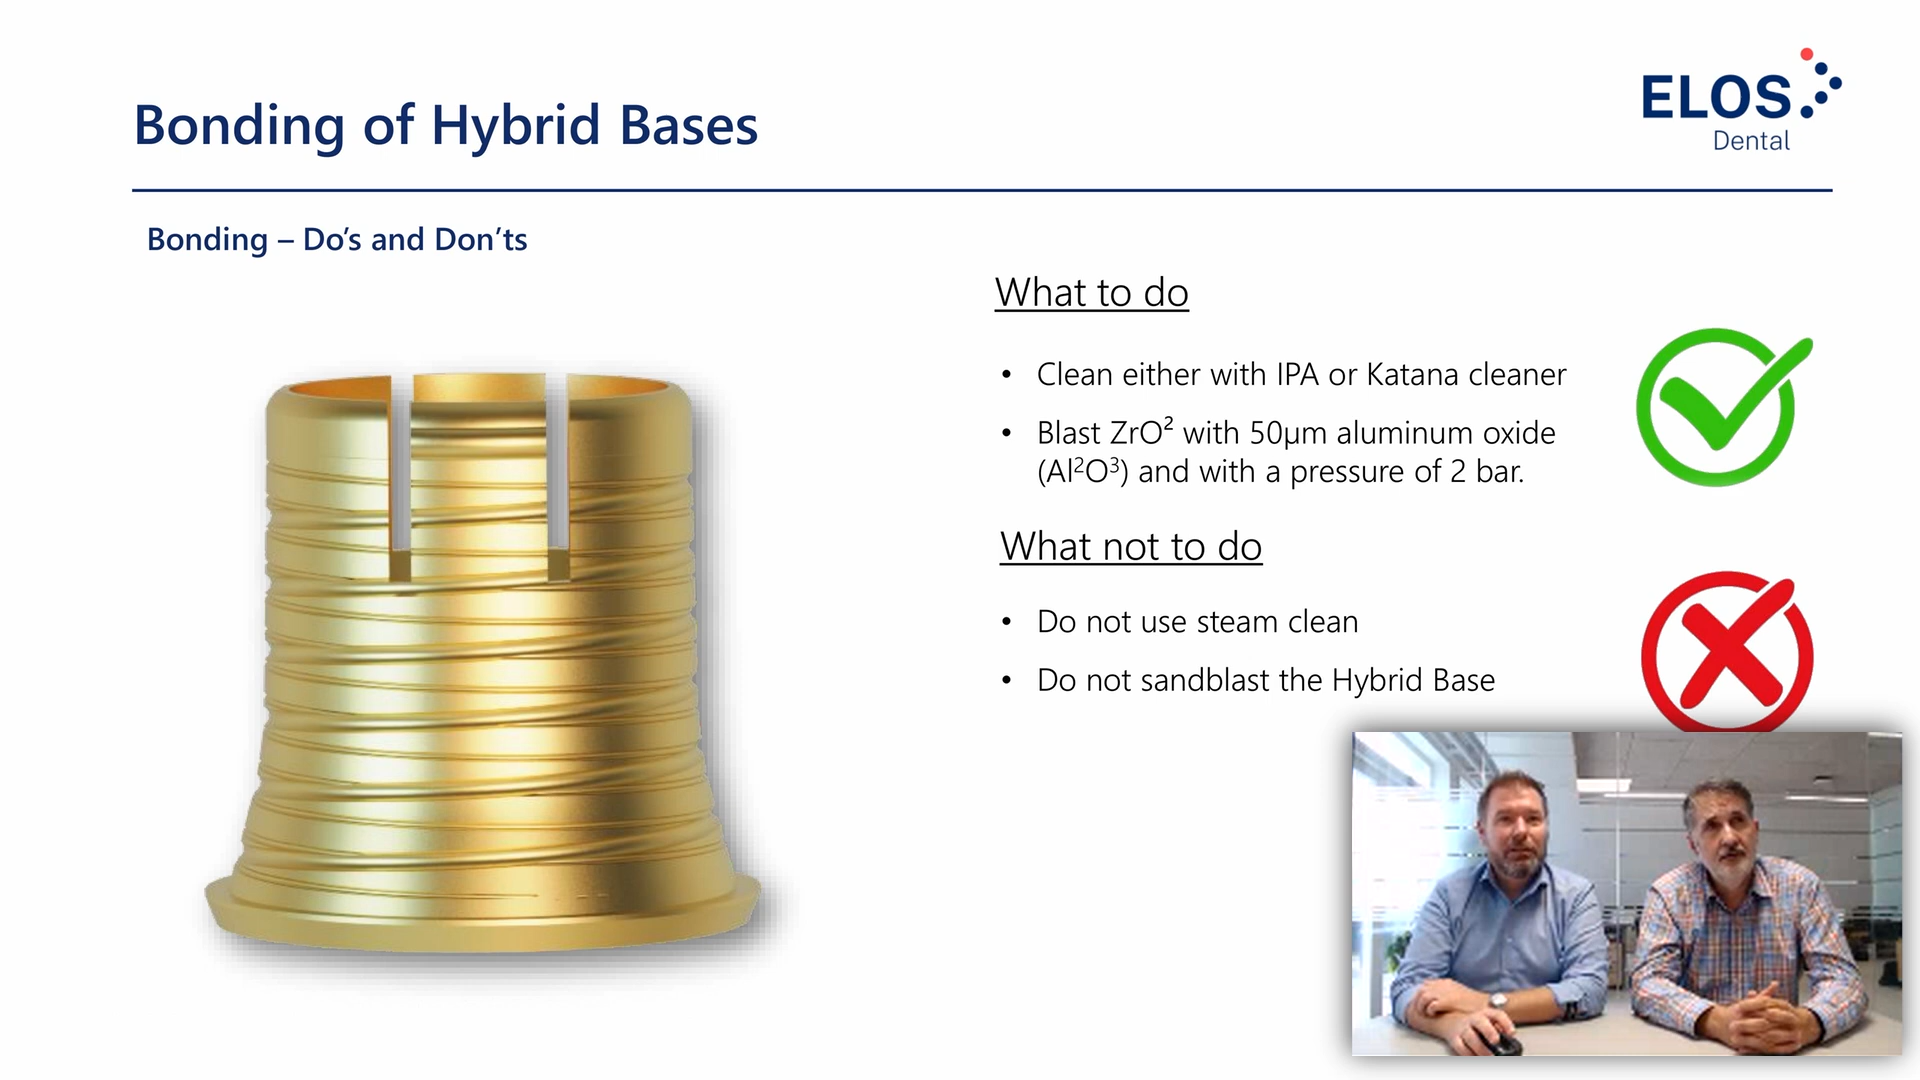 Bonding of Hybrid Bases
ELOS
Dental
Bonding – Do’s and Don’ts
What to do
• Clean either with IPA or Katana cleaner
• Blast ZrO² with 50µm aluminum oxide
(Al²O³) and with a pressure of 2 bar.
What not to do
• Do not use steam clean
• Do not sandblast the Hybrid Base